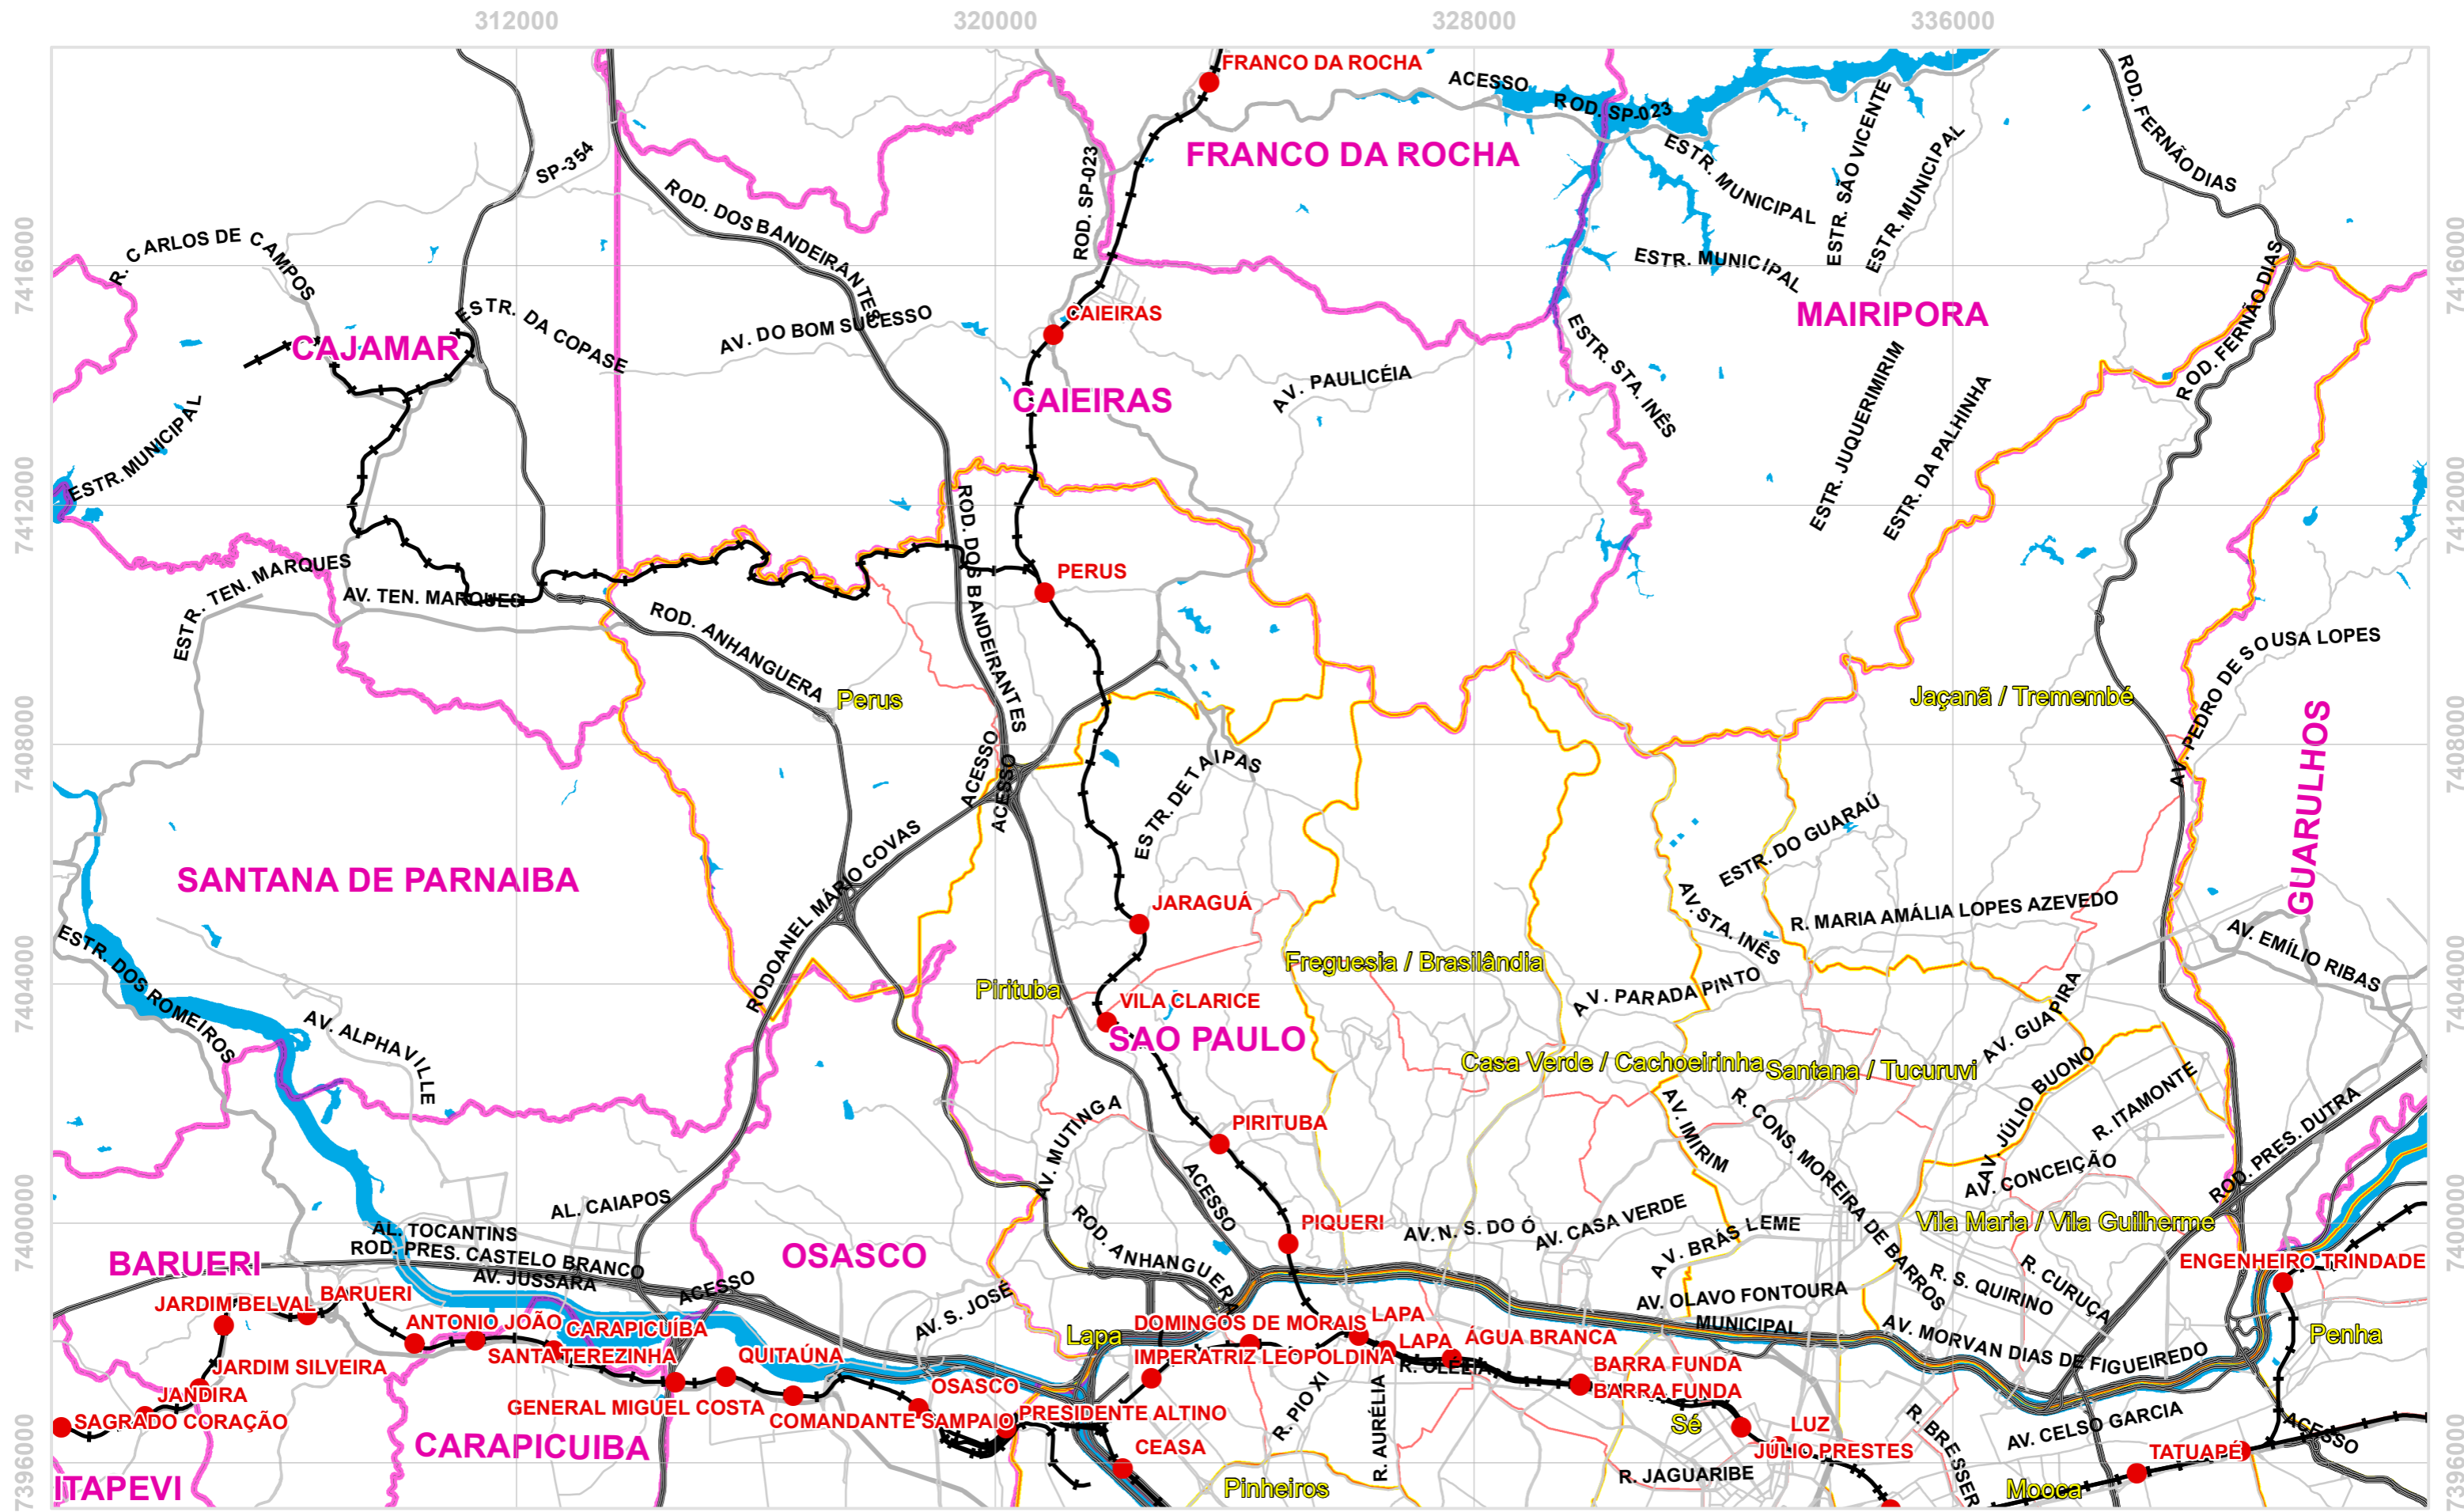 312000
320000
328000
336000
FRANCO DA ROCHA
ACESSO
ROD. SP-023
ROD. FERNÃO DIAS
SP-354
ROD. SP-023
FRANCO DA ROCHA
ESTR. MUNICIPAL
ESTR. SÃO VICENTE
ESTR. MUNICIPAL
ROD. DOS BANDEIRANTES
R. CARLOS DE CAMPOS
7416000
7416000
ESTR. MUNICIPAL
CAIEIRAS
MAIRIPORA
ROD. FERNÃO DIAS
ESTR. DA COPASE
AV. DO BOM SUCESSO
CAJAMAR
ESTR. STA. INÊS
AV. PAULICÉIA
CAIEIRAS
ESTR. JUQUERIMIRIM
ESTR. DA PALHINHA
ESTR. MUNICIPAL
7412000
7412000
ROD. DOS BANDEIRANTES
PERUS
ESTR. TEN. MARQUES
AV. TEN. MARQUES
ROD. ANHANGUERA
AV. PEDRO DE SOUSA LOPES
Perus
Jaçanã / Tremembé
7408000
7408000
GUARULHOS
ACESSO
ACESSO
ESTR. DE TAIPAS
ESTR. DO GUARAÚ
RODOANEL MÁRIO COVAS
SANTANA DE PARNAIBA
JARAGUÁ
AV. STA. INÊS
R. MARIA AMÁLIA LOPES AZEVEDO
AV. EMÍLIO RIBAS
ESTR. DOS ROMEIROS
Freguesia / Brasilândia
Pirituba
7404000
7404000
AV. PARADA PINTO
VILA CLARICE
SAO PAULO
AV. GUAPIRA
AV. ALPHAVILLE
Casa Verde / Cachoeirinha
Santana / Tucuruvi
AV. JÚLIO BUONO
R. ITAMONTE
ROD. PRES. DUTRA
AV. MUTINGA
PIRITUBA
AV. IMIRIM
R. CONS. MOREIRA DE BARROS
AV. CONCEIÇÃO
ACESSO
AL. CAIAPOS
7400000
7400000
AL. TOCANTINS
ROD. PRES. CASTELO BRANCO
AV. JUSSARA
PIQUERI
AV. N. S. DO Ó
AV. CASA VERDE
AV. BRÁS LEME
Vila Maria / Vila Guilherme
ROD. ANHANGUERA
BARUERI
OSASCO
ENGENHEIRO TRINDADE
R. S. QUIRINO
R. CURUÇA
ACESSO
JARDIM BELVAL
BARUERI
AV. S. JOSÉ
AV. OLAVO FONTOURA
MUNICIPAL
ANTONIO JOÃO
CARAPICUÍBA
Lapa
DOMINGOS DE MORAIS
LAPA
LAPA
ÁGUA BRANCA
AV. MORVAN DIAS DE FIGUEIREDO
Penha
SANTA TEREZINHA
QUITAÚNA
IMPERATRIZ LEOPOLDINA
R. CLÉLIA
BARRA FUNDA
BARRA FUNDA
JARDIM SILVEIRA
JANDIRA
SAGRADO CORAÇÃO
GENERAL MIGUEL COSTA
OSASCO
COMANDANTE SAMPAIO
PRESIDENTE ALTINO
R. PIO XI
R. AURÉLIA
Sé
LUZ
JÚLIO PRESTES
R. BRESSER
AV. CELSO GARCIA
ACESSO
CARAPICUIBA
CEASA
TATUAPÉ
7396000
7396000
ITAPEVI
Pinheiros
R. JAGUARIBE
Mooca